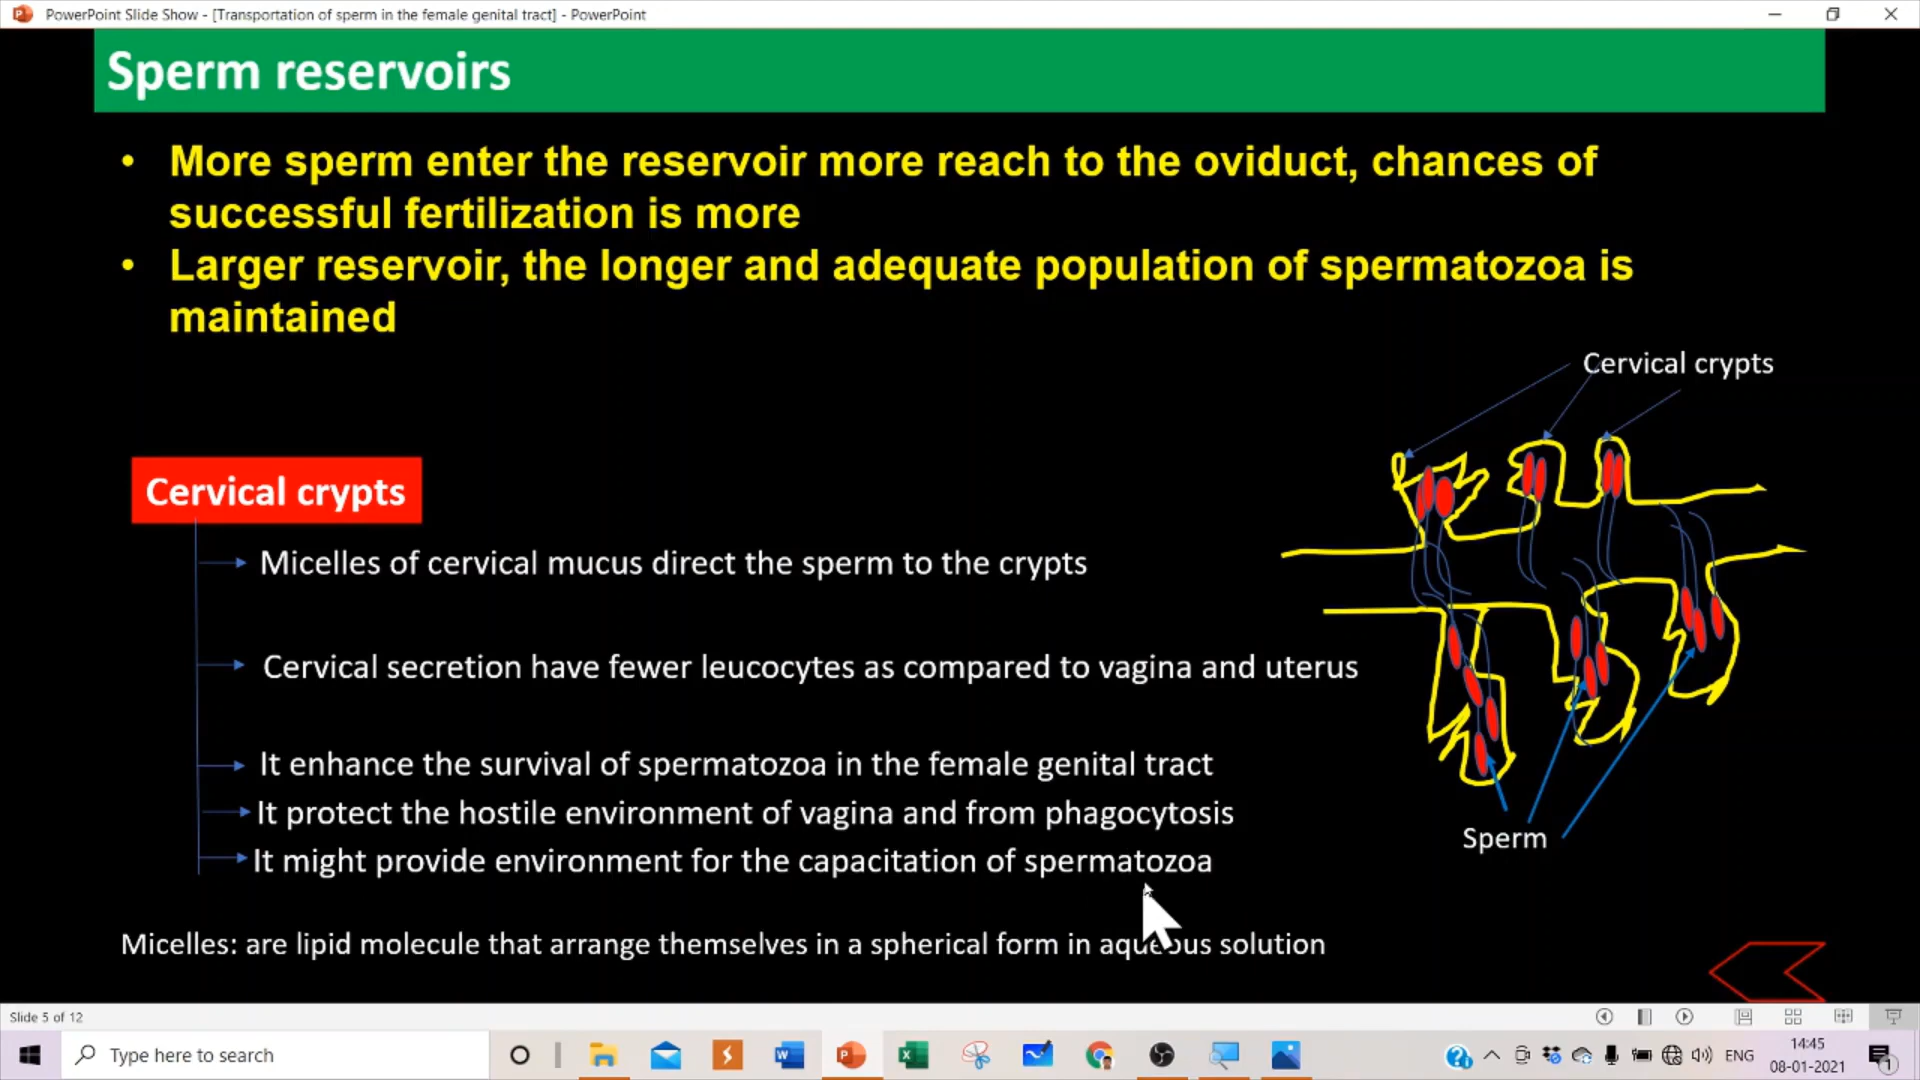 PowerPoint Slide Show - [Transportation of sperm in the female genital tract] - PowerPoint
Sperm reservoirs
• More sperm enter the reservoir more reach to the oviduct, chances of
successful fertilization is more
• Larger reservoir, the longer and adequate population of spermatozoa is
maintained
Cervical crypts
Cervical crypts
Micelles of cervical mucus direct the sperm to the crypts
Cervical secretion have fewer leucocytes as compared to vagina and uterus
It enhance the survival of spermatozoa in the female genital tract
It protect the hostile environment of vagina and from phagocytosis
It might provide environment for the capacitation of spermatozoa
Sperm
Micelles: are lipid molecule that arrange themselves in a spherical form in aqueous solution
Slide 5 of 12
Type here to search
ENG
14:45
08-01-2021
1